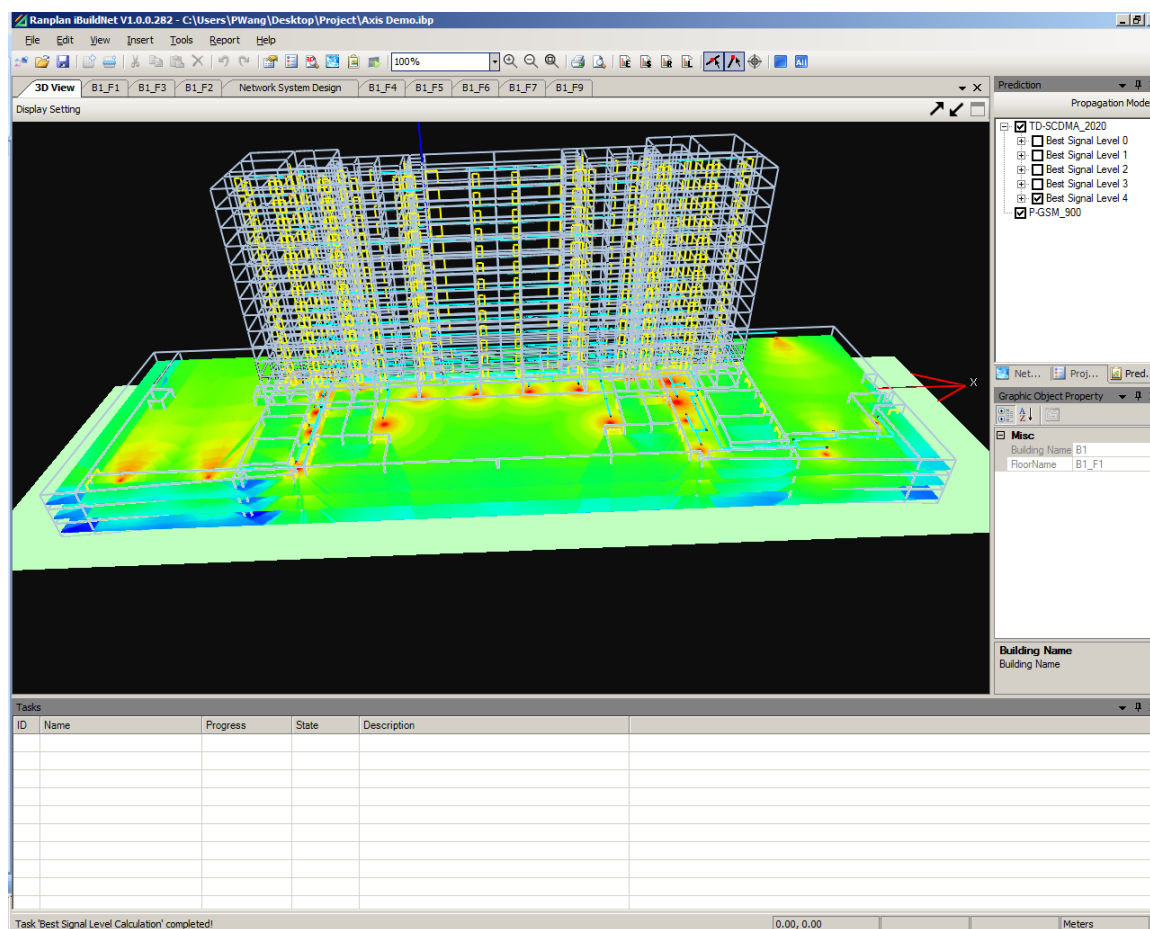 Ranplan iBuildNet V1.0.0.282 - C:\Users\PWang\Desktop\Project\Axis Demo.ibp
File Edit View Insert Tools Report Help
100%
3D View B1_F1 B1_F3 B1_F2 Network System Design B1_F4 B1_F5 B1_F6 B1_F7 B1_F9
Display Setting
X
Prediction
Propagation Mode
TD-SCDMA_2020
Best Signal Level 0
Best Signal Level 1
Best Signal Level 2
Best Signal Level 3
Best Signal Level 4
P-GSM_900
Net... Proj... Pred.
Graphic Object Property
Misc
Building Name B1
FloorName B1_F1
Building Name
Building Name
Tasks
ID Name Progress State Description
Task 'Best Signal Level Calculation' completed! 0.00, 0.00 Meters